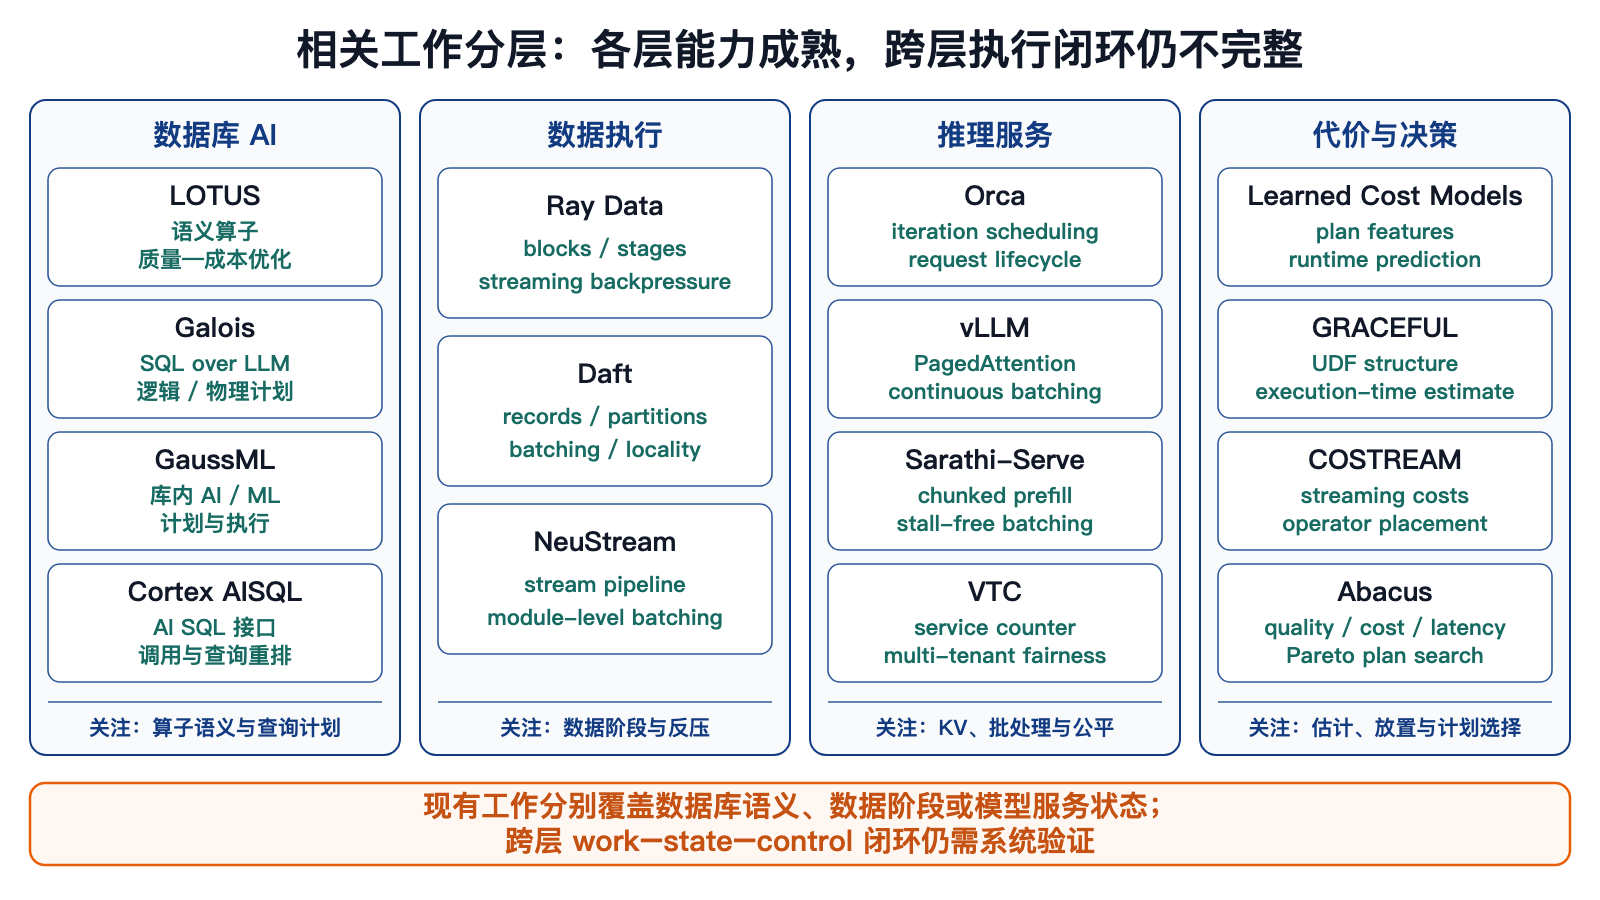 相关工作分层：各层能力成熟，跨层执行闭环仍不完整
数据库 AI
LOTUS
语义算子
质量—成本优化
Galois
SQL over LLM
逻辑 / 物理计划
GaussML
库内 AI / ML
计划与执行
Cortex AISQL
AI SQL 接口
调用与查询重排
关注：算子语义与查询计划
数据执行
Ray Data
blocks / stages
streaming backpressure
Daft
records / partitions
batching / locality
NeuStream
stream pipeline
module-level batching
关注：数据阶段与反压
推理服务
Orca
iteration scheduling
request lifecycle
vLLM
PagedAttention
continuous batching
Sarathi-Serve
chunked prefill
stall-free batching
VTC
service counter
multi-tenant fairness
关注：KV、批处理与公平
代价与决策
Learned Cost Models
plan features
runtime prediction
GRACEFUL
UDF structure
execution-time estimate
COSTREAM
streaming costs
operator placement
Abacus
quality / cost / latency
Pareto plan search
关注：估计、放置与计划选择
现有工作分别覆盖数据库语义、数据阶段或模型服务状态；
跨层 work—state—control 闭环仍需系统验证